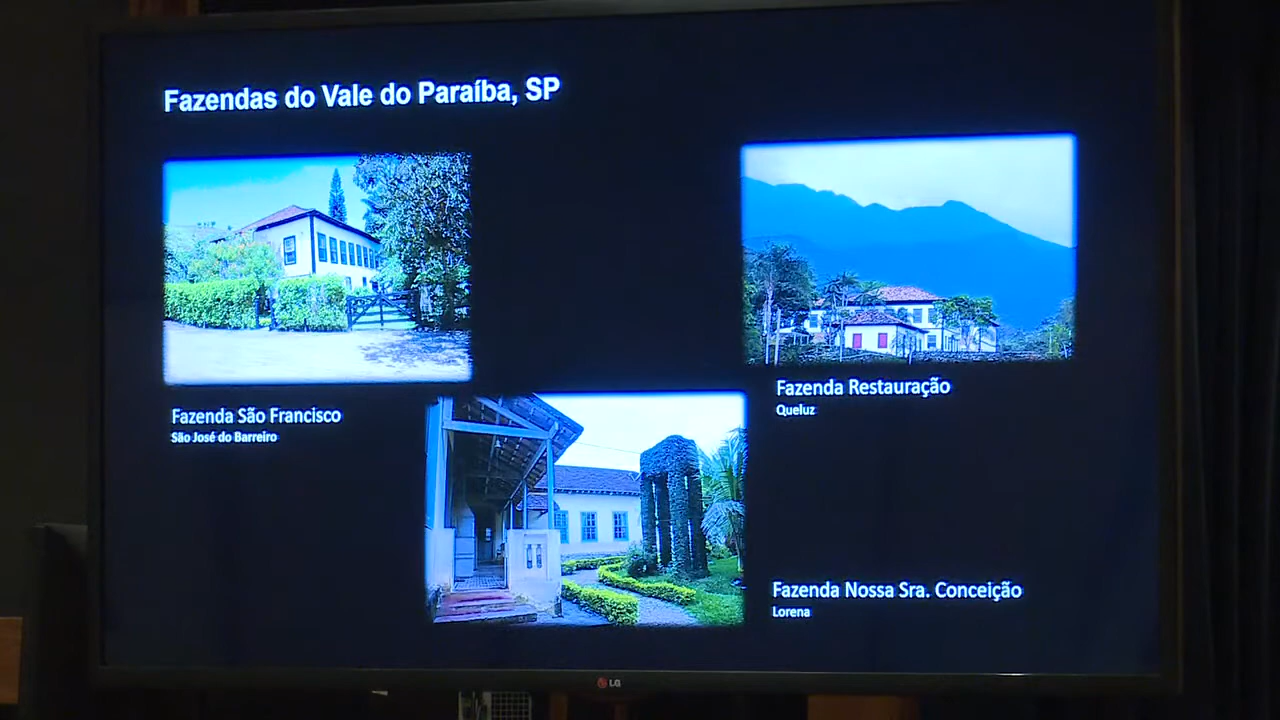 Fazendas do Vale do Paraíba, SP
Fazenda São Francisco
São José do Barreiro
Fazenda Restauração
Queluz
Fazenda Nossa Sra. Conceição
Lorena
LG